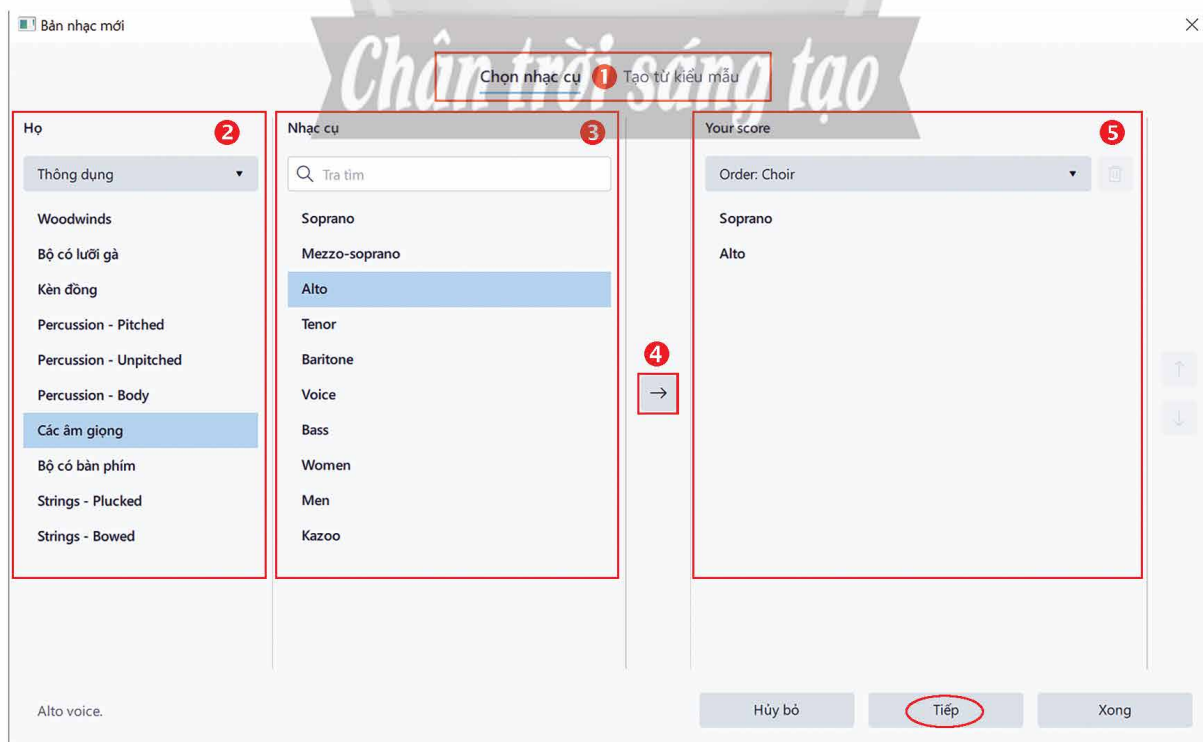 Bản nhạc mới
Chân trời sáng tạo
Chọn nhạc cụ 1 Tạo từ kiểu mẫu
Họ 2
Thông dụng
Woodwinds
Bộ có lưỡi gà
Kèn đồng
Percussion - Pitched
Percussion - Unpitched
Percussion - Body
Các âm giọng
Bộ có bàn phím
Strings - Plucked
Strings - Bowed
Nhạc cụ 3
Tra tìm
Soprano
Mezzo-soprano
Alto
Tenor
Baritone
Voice
Bass
Women
Men
Kazoo
4
→
Your score 5
Order: Choir
Soprano
Alto
↑
↓
Alto voice.
Hủy bỏ Tiếp Xong